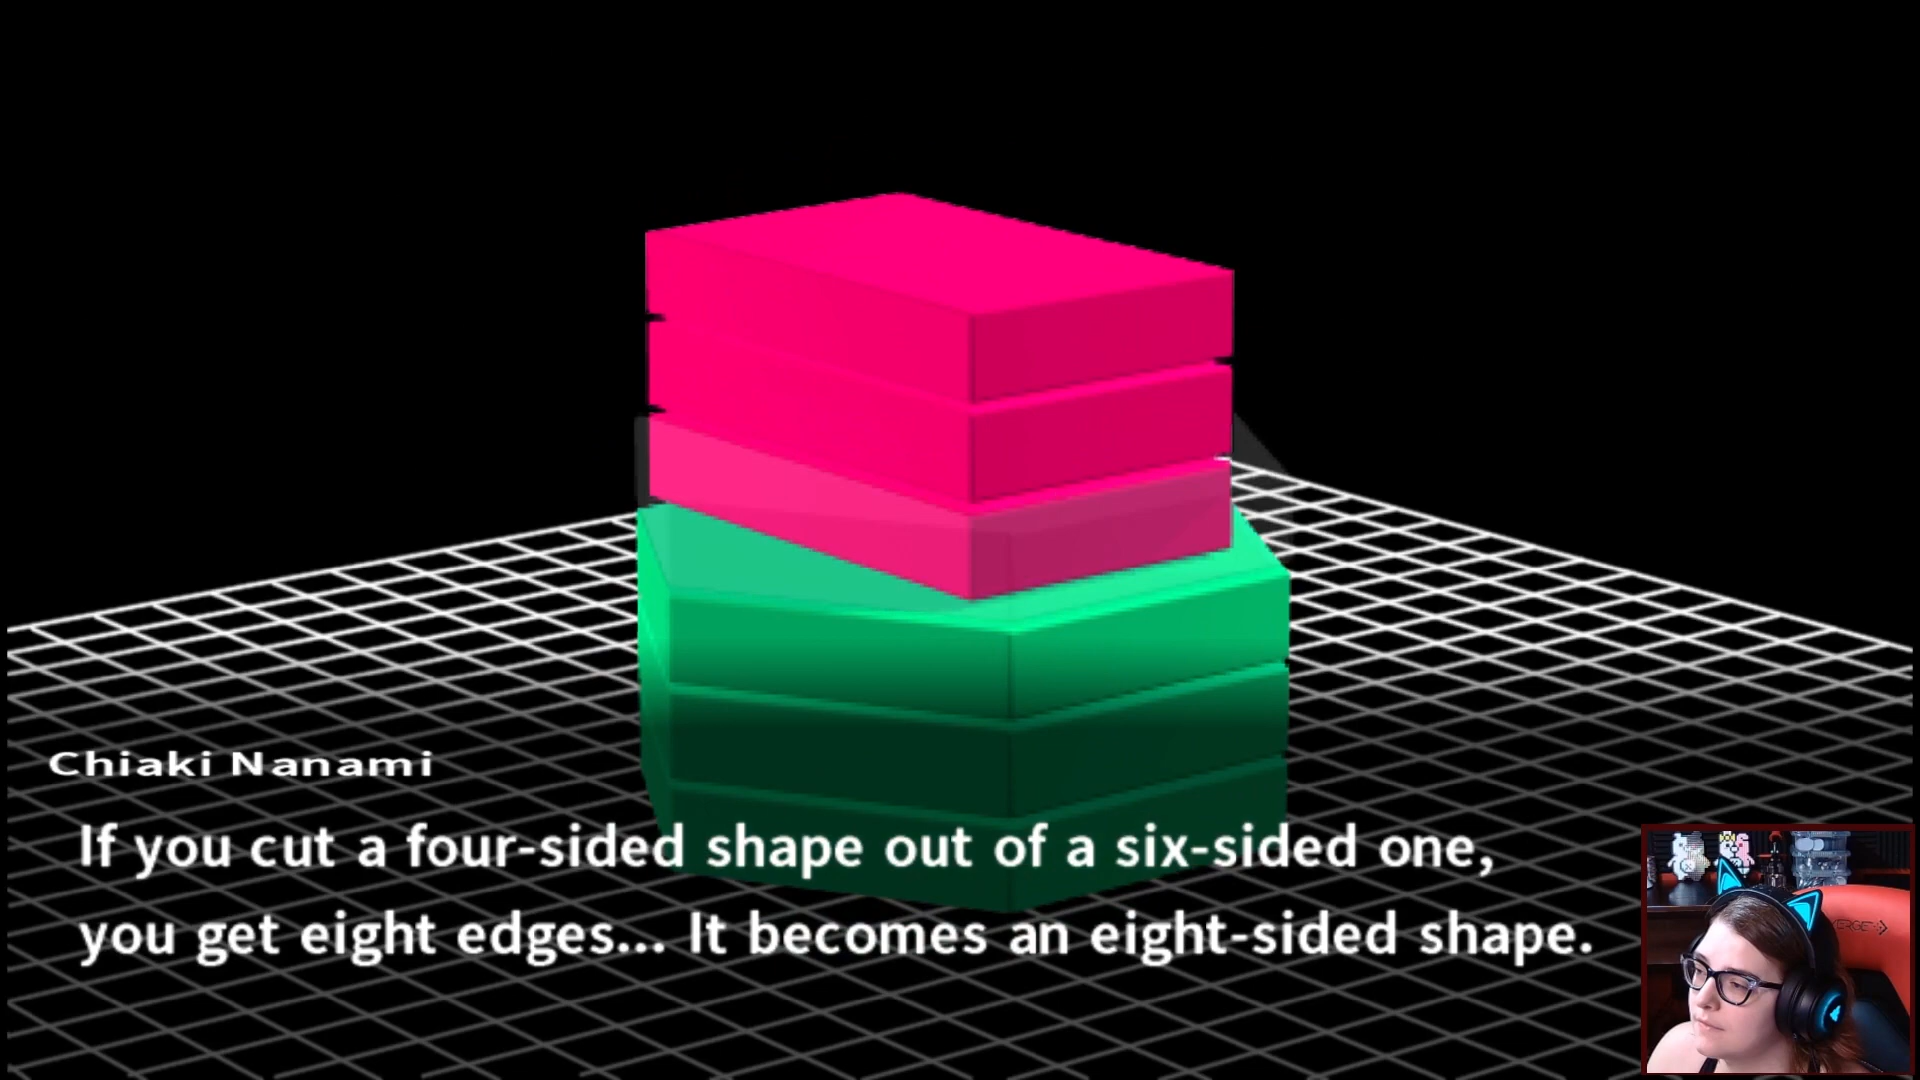 Chiaki Nanami
If you cut a four-sided shape out of a six-sided one,
you get eight edges... It becomes an eight-sided shape.